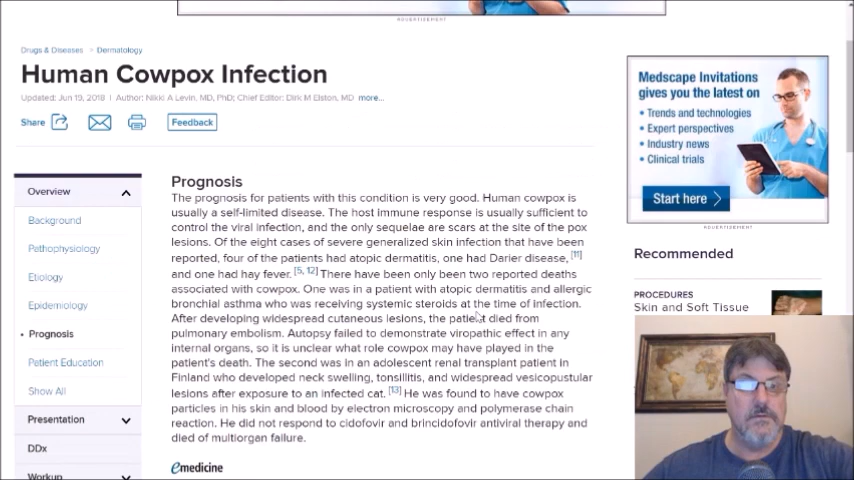 ADVERTISEMENT
Drugs & Diseases > Dermatology
Human Cowpox Infection
Updated: Jun 19, 2018 | Author: Nikki A Levin, MD, PhD; Chief Editor: Dirk M Elston, MD more...
Share
Feedback
Overview
Background
Pathophysiology
Etiology
Epidemiology
• Prognosis
Patient Education
Show All
Presentation
DDx
Workup
Prognosis
The prognosis for patients with this condition is very good. Human cowpox is
usually a self-limited disease. The host immune response is usually sufficient to
control the viral infection, and the only sequelae are scars at the site of the pox
lesions. Of the eight cases of severe generalized skin infection that have been
reported, four of the patients had atopic dermatitis, one had Darier disease, [11]
and one had hay fever. [5, 12] There have been only been two reported deaths
associated with cowpox. One was in a patient with atopic dermatitis and allergic
bronchial asthma who was receiving systemic steroids at the time of infection.
After developing widespread cutaneous lesions, the patient died from
pulmonary embolism. Autopsy failed to demonstrate viropathic effect in any
internal organs, so it is unclear what role cowpox may have played in the
patient's death. The second was in an adolescent renal transplant patient in
Finland who developed neck swelling, tonsillitis, and widespread vesicopustular
lesions after exposure to an infected cat. [13] He was found to have cowpox
particles in his skin and blood by electron microscopy and polymerase chain
reaction. He did not respond to cidofovir and brincidofovir antiviral therapy and
died of multiorgan failure.
emedicine
Medscape Invitations
gives you the latest on
• Trends and technologies
• Expert perspectives
• Industry news
• Clinical trials
Start here
ADVERTISEMENT
Recommended
PROCEDURES
Skin and Soft Tissue